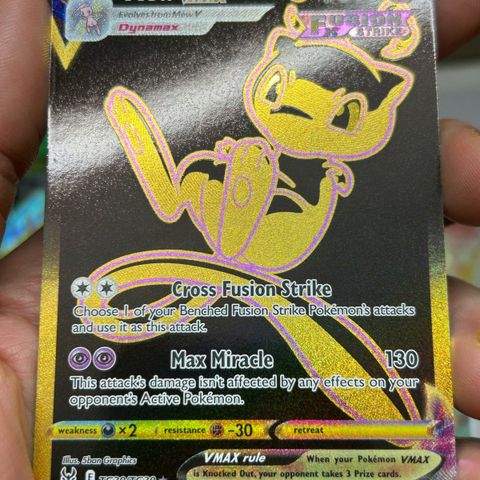 Evolves from Mew V
Dynamax
FUSION
STRIKE
Cross Fusion Strike
Choose 1 of your Benched Fusion Strike Pokémon's attacks
and use it as this attack.
Max Miracle 130
This attack's damage isn't affected by any effects on your
opponent's Active Pokémon.
weakness ×2 resistance -30 retreat
VMAX rule When your Pokémon VMAX
is Knocked Out, your opponent takes 3 Prize cards.
Illus. 5ban Graphics
F TG30/TG30